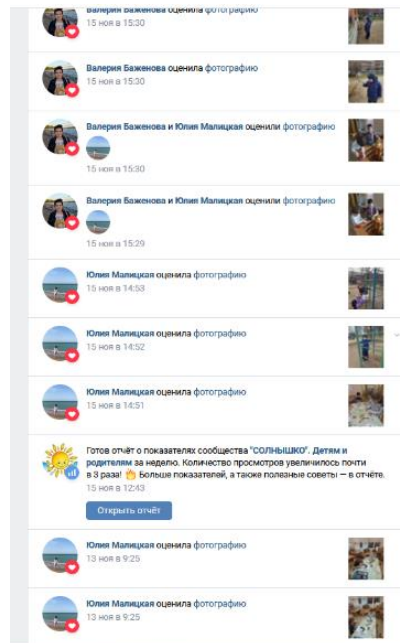 Валерия Баженова оценила фотографию
15 ноя в 15:30
Валерия Баженова оценила фотографию
15 ноя в 15:30
Валерия Баженова и Юлия Малицкая оценили фотографию
15 ноя в 15:30
Валерия Баженова и Юлия Малицкая оценили фотографию
15 ноя в 15:29
Юлия Малицкая оценила фотографию
15 ноя в 14:53
Юлия Малицкая оценила фотографию
15 ноя в 14:52
Юлия Малицкая оценила фотографию
15 ноя в 14:51
Готов отчёт о показателях сообщества "СОЛНЫШКО". Детям и
родителям за неделю. Количество просмотров увеличилось почти
в 3 раза! Больше показателей, а также полезные советы — в отчёте.
15 ноя в 12:43
Открыть отчёт
Юлия Малицкая оценила фотографию
13 ноя в 9:25
Юлия Малицкая оценила фотографию
13 ноя в 9:25